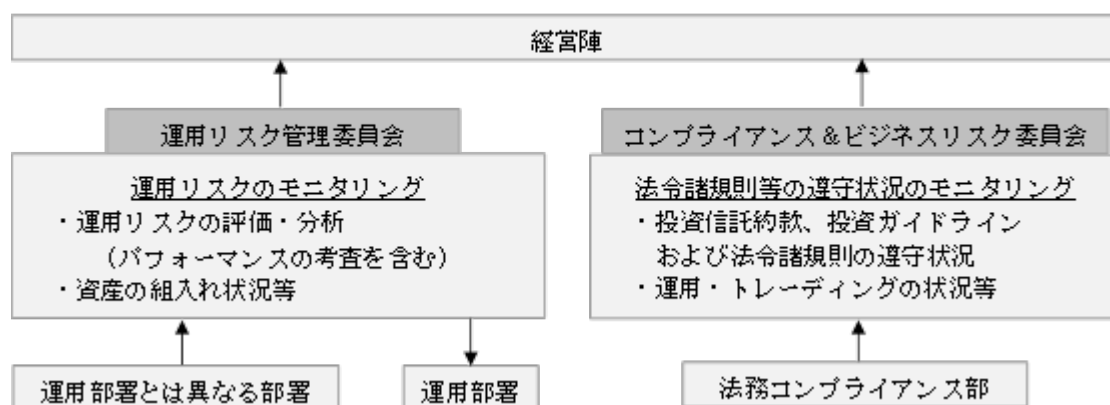 経営陣
運用リスク管理委員会
運用リスクのモニタリング
・運用リスクの評価・分析
（パフォーマンスの考査を含む）
・資産の組入れ状況等
運用部署とは異なる部署
運用部署
コンプライアンス＆ビジネスリスク委員会
法令諸規則等の遵守状況のモニタリング
・投資信託約款、投資ガイドライン
および法令諸規則の遵守状況
・運用・トレーディングの状況等
法務コンプライアンス部